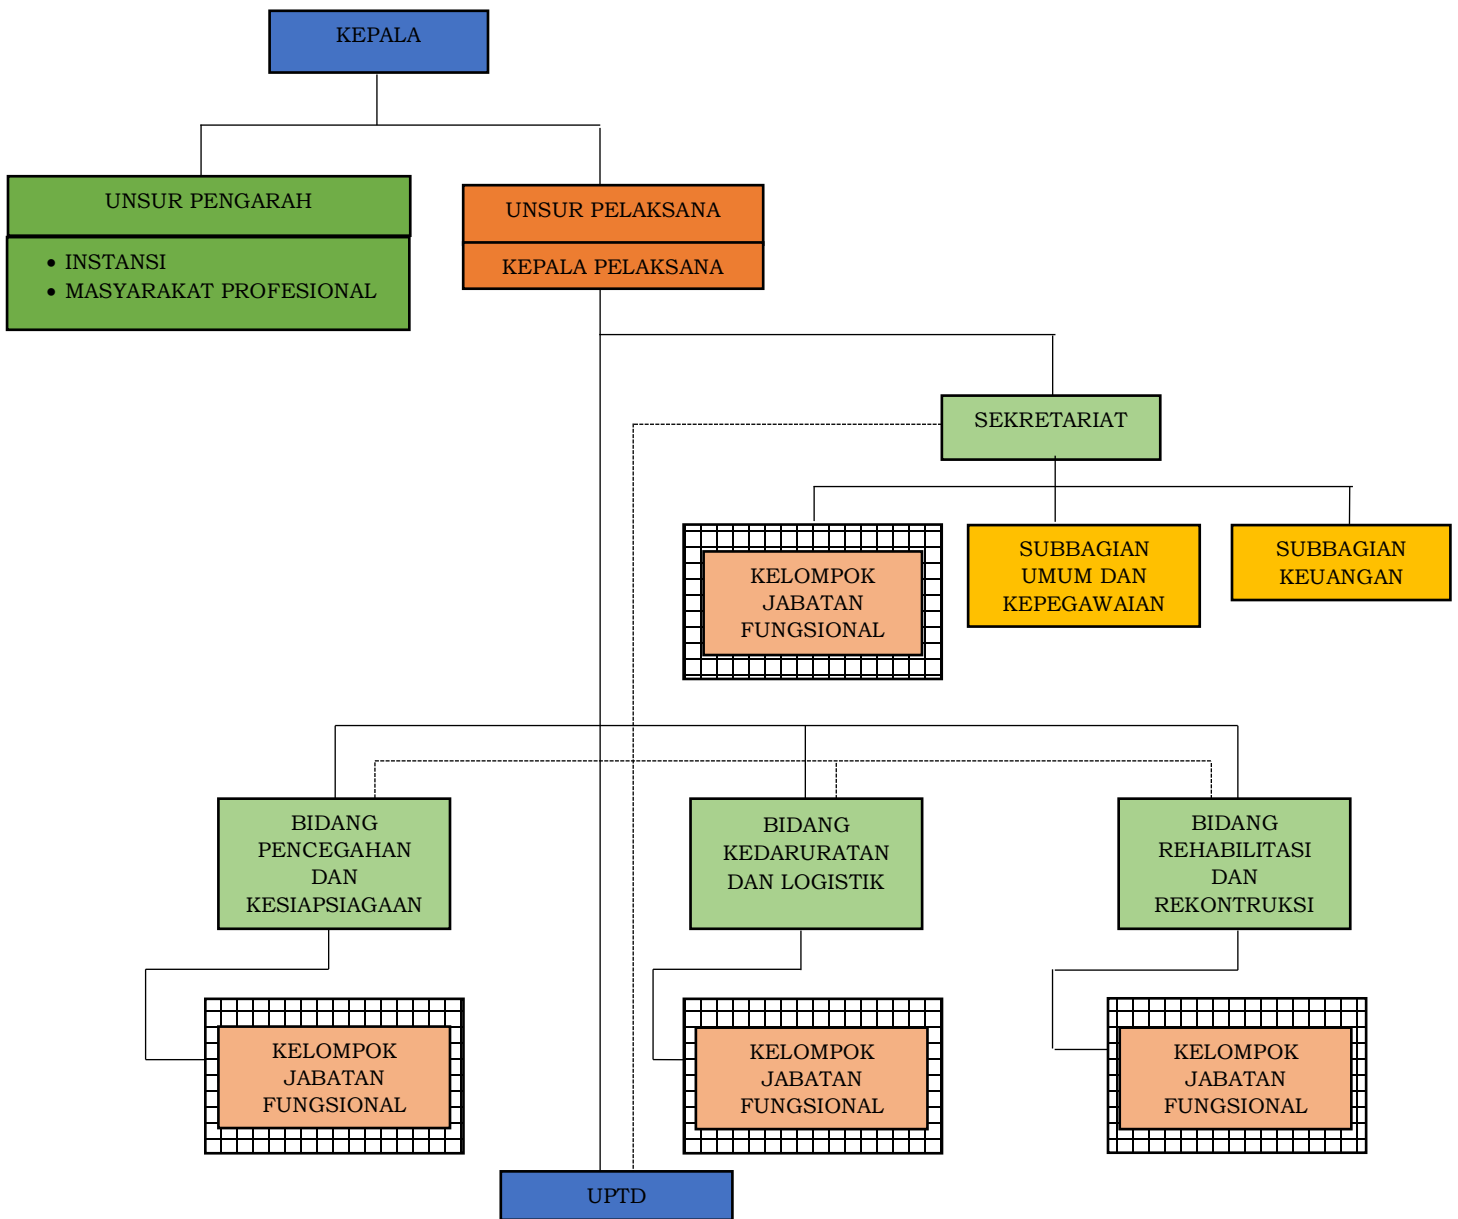 KEPALA
UNSUR PENGARAH
• INSTANSI
• MASYARAKAT PROFESIONAL
UNSUR PELAKSANA
KEPALA PELAKSANA
SEKRETARIAT
KELOMPOK
JABATAN
FUNGSIONAL
SUBBAGIAN
UMUM DAN
KEPEGAWAIAN
SUBBAGIAN
KEUANGAN
BIDANG
PENCEGAHAN
DAN
KESIAPSIAGAAN
BIDANG
KEDARURATAN
DAN LOGISTIK
BIDANG
REHABILITASI
DAN
REKONTRUKSI
KELOMPOK
JABATAN
FUNGSIONAL
KELOMPOK
JABATAN
FUNGSIONAL
KELOMPOK
JABATAN
FUNGSIONAL
UPTD